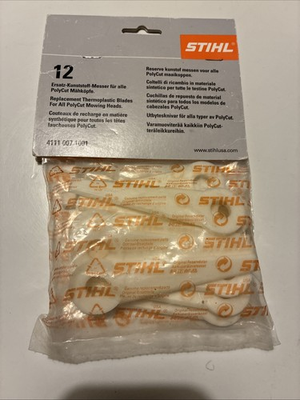 STIHL
12
Ersatz-Kunststoff-Messer für alle
PolyCut Mähköpfe.
Replacement Thermoplastic Blades
For All PolyCut Mowing Heads.
Couteaux de rechange en matière
synthétique pour toutes les têtes
faucheuses PolyCut.
4111 007 1001
Reserve kunstof messen voor alle
PolyCut maaikoppen.
Coltelli di ricambio in materiale
sintetico per tutte le testine PolyCut.
Cuchillas de repuesto de material
sintético para todos los modelos de
cabezales PolyCut.
Utbytesknivar för alla typer av PolyCut.
Varamuoviteriä kaikkiin PolyCut-
teräleikkureihin.
www.stihlusa.com
STIHL
STIHL
STIHL
STIHL